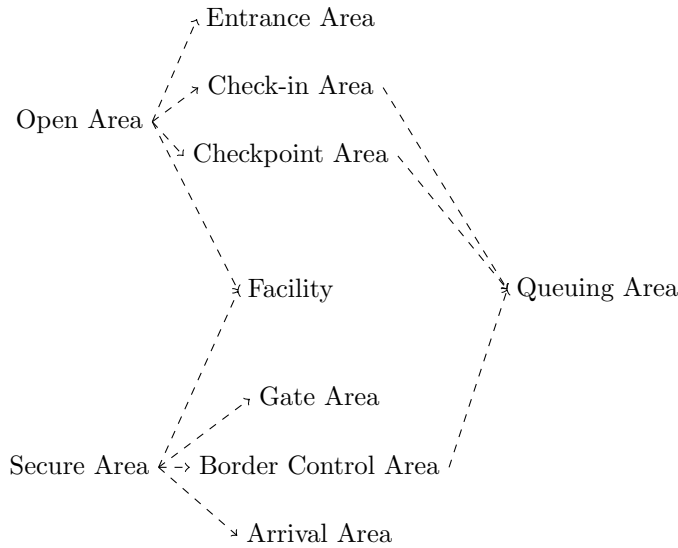 Entrance Area
Check-in Area
Open Area
Checkpoint Area
Facility
Queuing Area
Gate Area
Secure Area
Border Control Area
Arrival Area